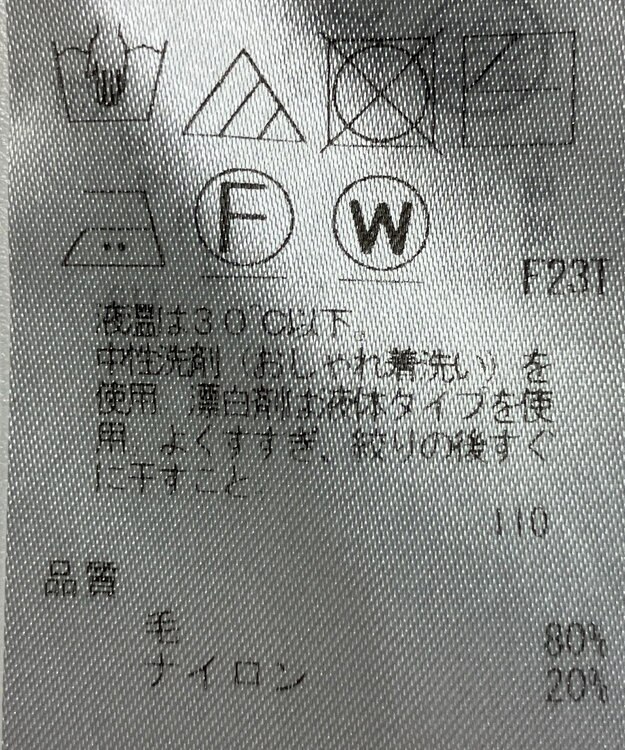 F W
F23T
液温は30℃以下。
中性洗剤（おしゃれ着洗い）を
使用 漂白剤は液体タイプを使
用 よくすすぎ、絞りの後すぐ
に干すこと。
110
品質
毛 80%
ナイロン 20%